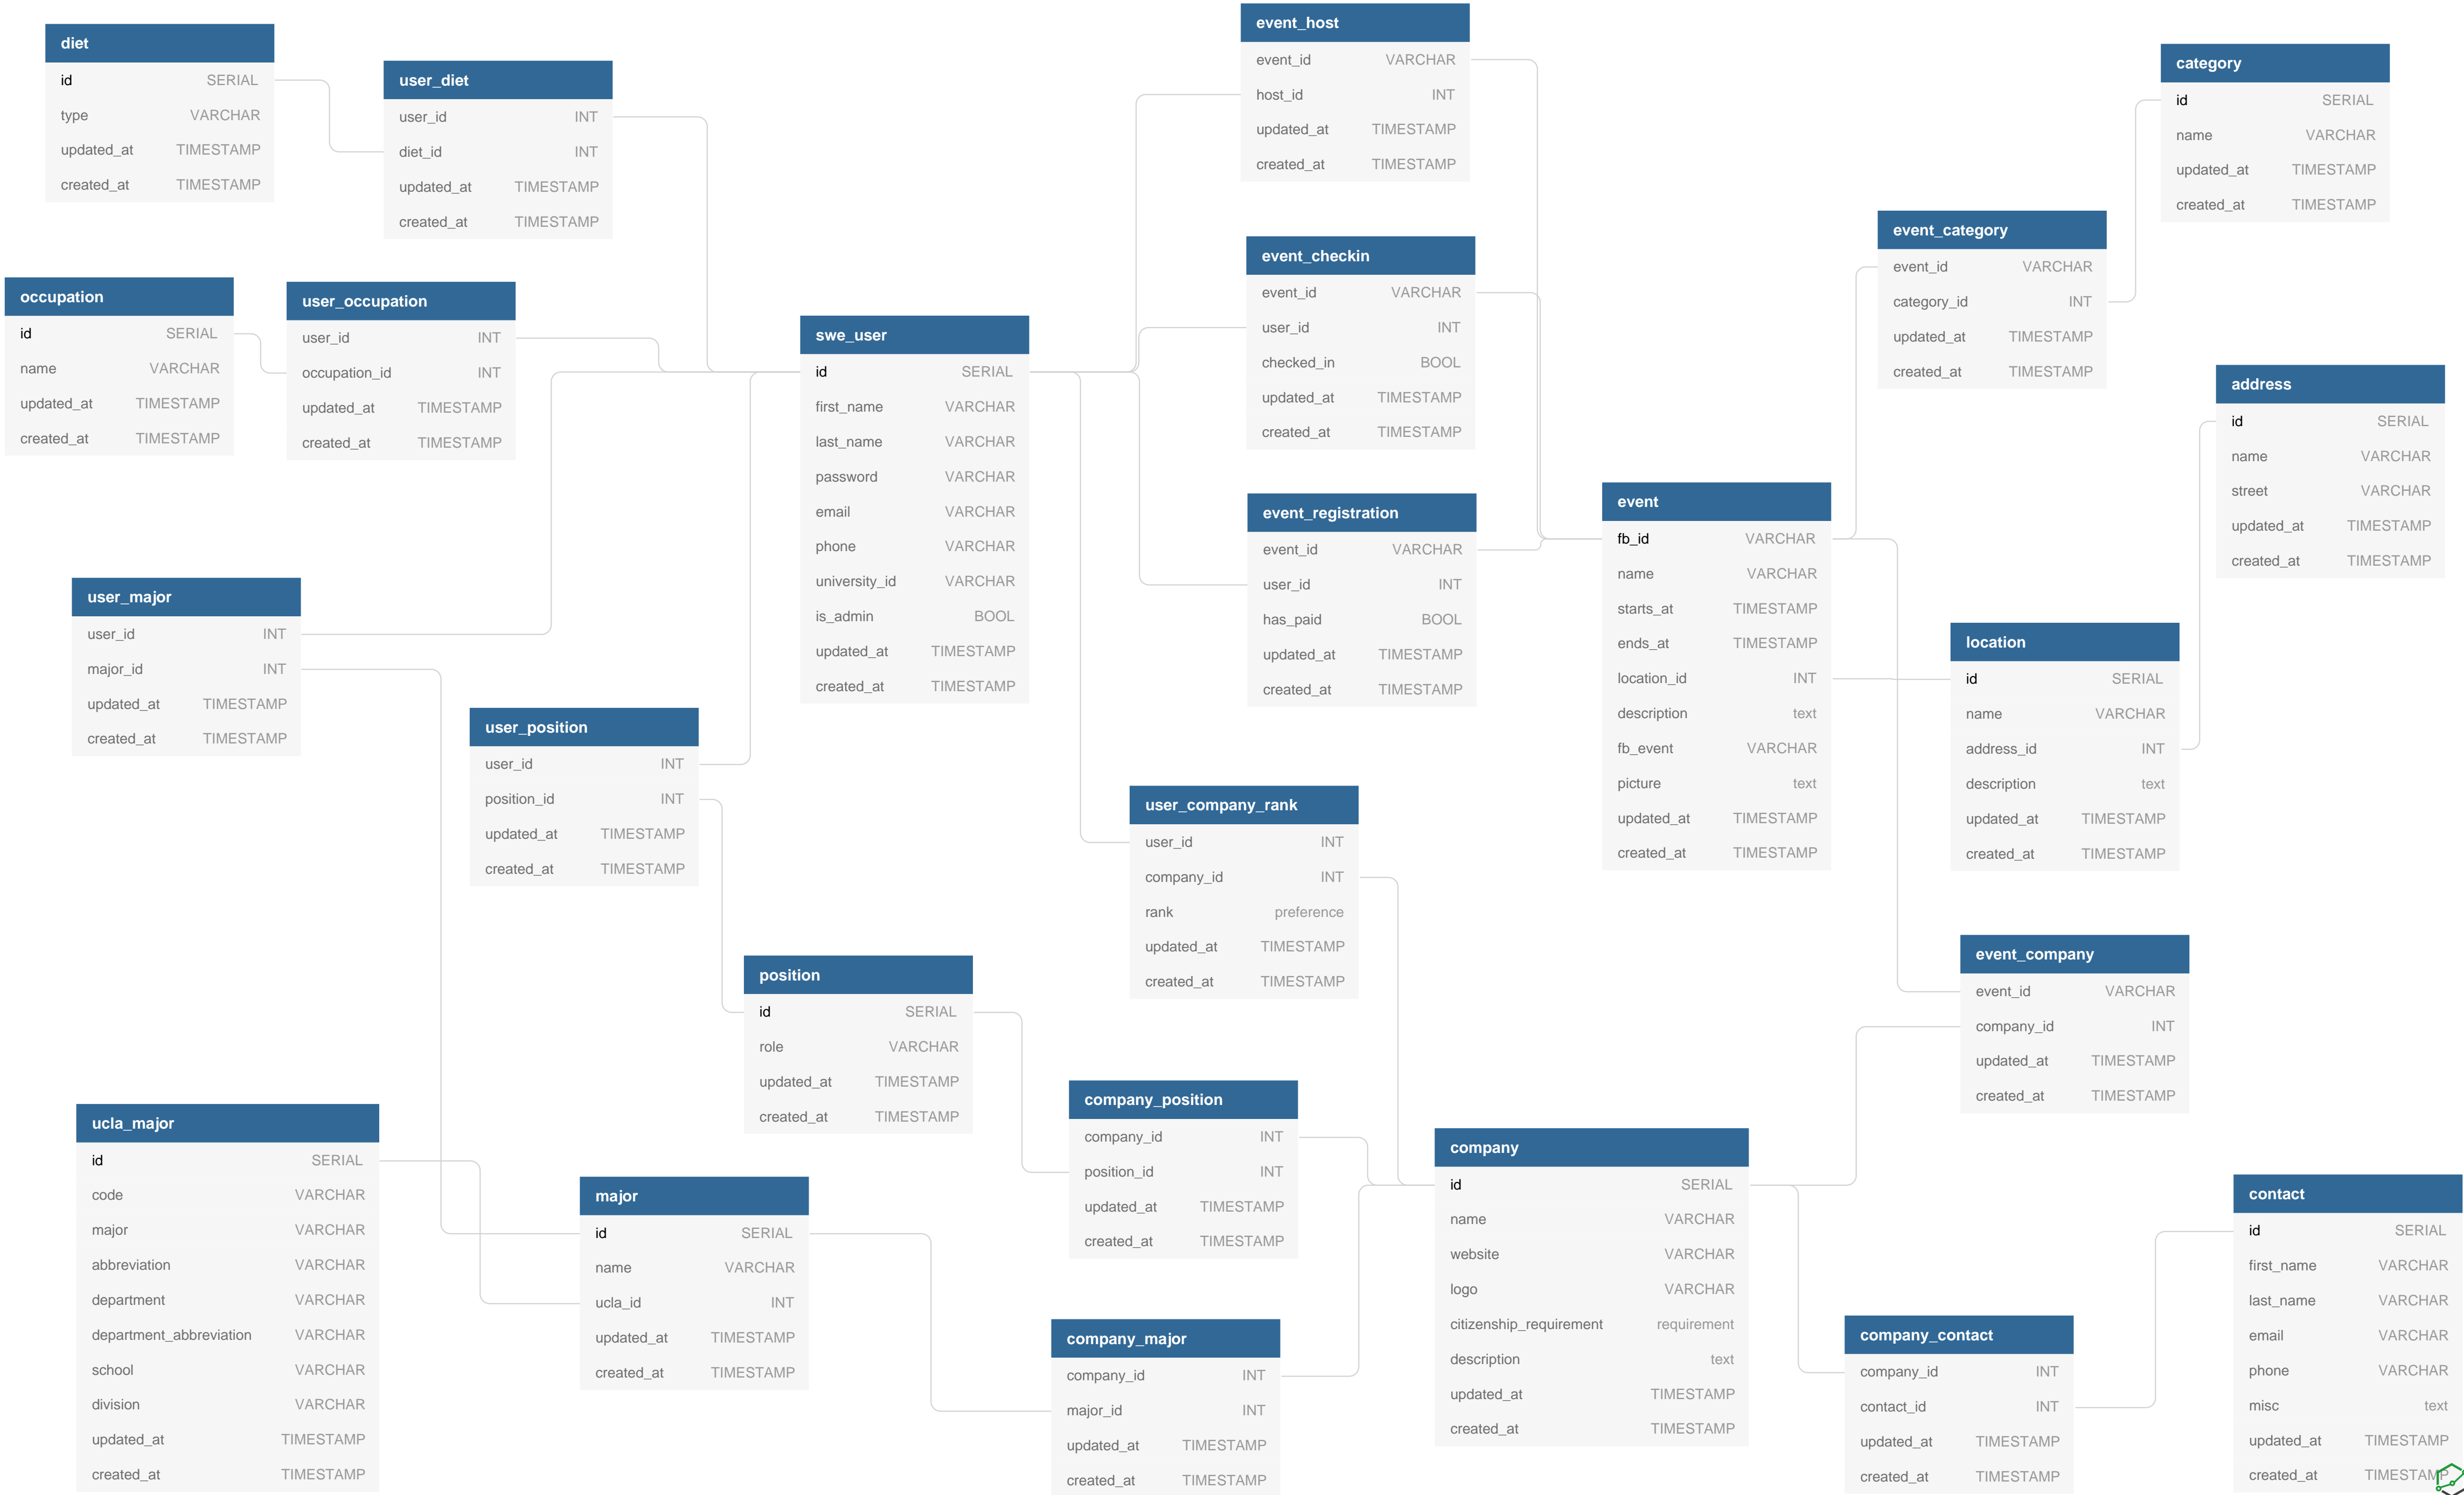 diet
id SERIAL
type VARCHAR
updated_at TIMESTAMP
created_at TIMESTAMP
user_diet
user_id INT
diet_id INT
updated_at TIMESTAMP
created_at TIMESTAMP
occupation
id SERIAL
name VARCHAR
updated_at TIMESTAMP
created_at TIMESTAMP
user_occupation
user_id INT
occupation_id INT
updated_at TIMESTAMP
created_at TIMESTAMP
user_major
user_id INT
major_id INT
updated_at TIMESTAMP
created_at TIMESTAMP
user_position
user_id INT
position_id INT
updated_at TIMESTAMP
created_at TIMESTAMP
swe_user
id SERIAL
first_name VARCHAR
last_name VARCHAR
password VARCHAR
email VARCHAR
phone VARCHAR
university_id VARCHAR
is_admin BOOL
updated_at TIMESTAMP
created_at TIMESTAMP
event_host
event_id VARCHAR
host_id INT
updated_at TIMESTAMP
created_at TIMESTAMP
event_checkin
event_id VARCHAR
user_id INT
checked_in BOOL
updated_at TIMESTAMP
created_at TIMESTAMP
event_registration
event_id VARCHAR
user_id INT
has_paid BOOL
updated_at TIMESTAMP
created_at TIMESTAMP
event
fb_id VARCHAR
name VARCHAR
starts_at TIMESTAMP
ends_at TIMESTAMP
location_id INT
description text
fb_event VARCHAR
picture text
updated_at TIMESTAMP
created_at TIMESTAMP
category
id SERIAL
name VARCHAR
updated_at TIMESTAMP
created_at TIMESTAMP
event_category
event_id VARCHAR
category_id INT
updated_at TIMESTAMP
created_at TIMESTAMP
address
id SERIAL
name VARCHAR
street VARCHAR
updated_at TIMESTAMP
created_at TIMESTAMP
location
id SERIAL
name VARCHAR
address_id INT
description text
updated_at TIMESTAMP
created_at TIMESTAMP
user_company_rank
user_id INT
company_id INT
rank preference
updated_at TIMESTAMP
created_at TIMESTAMP
event_company
event_id VARCHAR
company_id INT
updated_at TIMESTAMP
created_at TIMESTAMP
position
id SERIAL
role VARCHAR
updated_at TIMESTAMP
created_at TIMESTAMP
company_position
company_id INT
position_id INT
updated_at TIMESTAMP
created_at TIMESTAMP
ucla_major
id SERIAL
code VARCHAR
major VARCHAR
abbreviation VARCHAR
department VARCHAR
department_abbreviation VARCHAR
school VARCHAR
division VARCHAR
updated_at TIMESTAMP
created_at TIMESTAMP
major
id SERIAL
name VARCHAR
ucla_id INT
updated_at TIMESTAMP
created_at TIMESTAMP
company_major
company_id INT
major_id INT
updated_at TIMESTAMP
created_at TIMESTAMP
company
id SERIAL
name VARCHAR
website VARCHAR
logo VARCHAR
citizenship_requirement requirement
description text
updated_at TIMESTAMP
created_at TIMESTAMP
company_contact
company_id INT
contact_id INT
updated_at TIMESTAMP
created_at TIMESTAMP
contact
id SERIAL
first_name VARCHAR
last_name VARCHAR
email VARCHAR
phone VARCHAR
misc text
updated_at TIMESTAMP
created_at TIMESTAMP